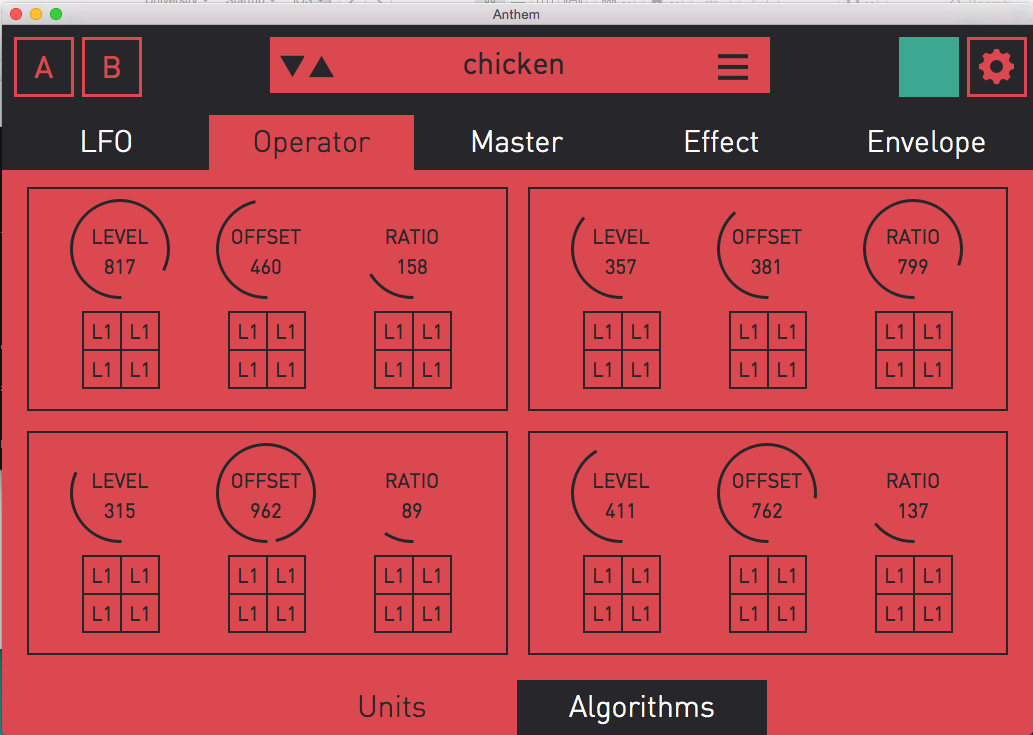 Anthem
A B chicken
LFO Operator Master Effect Envelope
LEVEL OFFSET RATIO LEVEL OFFSET RATIO
817 460 158 357 381 799
L1 L1 L1 L1 L1 L1 L1 L1 L1 L1 L1 L1
L1 L1 L1 L1 L1 L1 L1 L1 L1 L1 L1 L1
LEVEL OFFSET RATIO LEVEL OFFSET RATIO
315 962 89 411 762 137
L1 L1 L1 L1 L1 L1 L1 L1 L1 L1 L1 L1
L1 L1 L1 L1 L1 L1 L1 L1 L1 L1 L1 L1
Units Algorithms